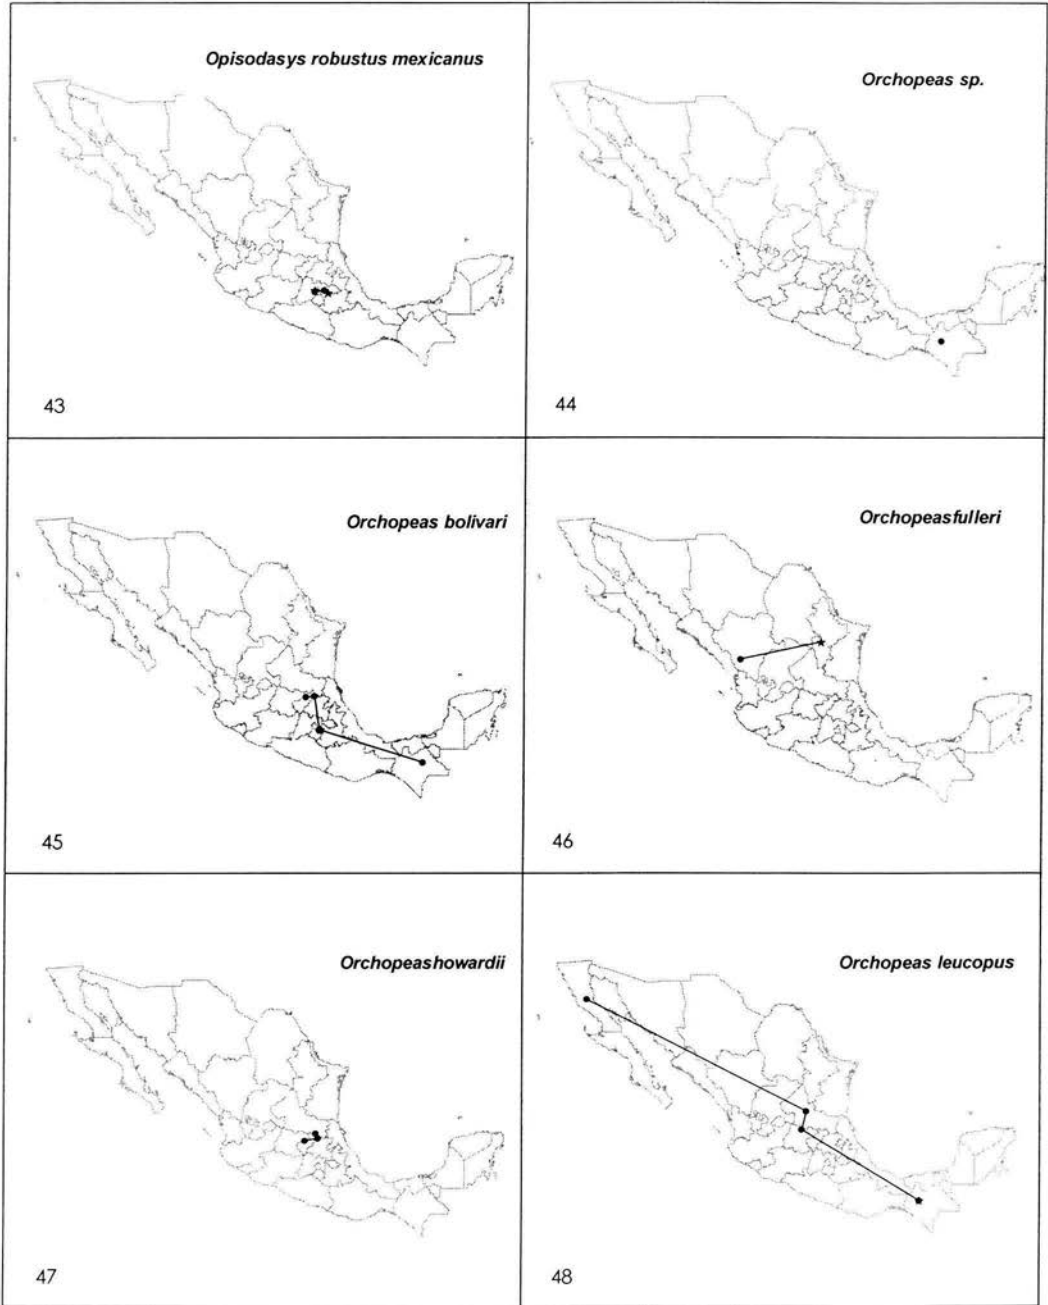 Opisodasys robustus mexicanus
43
Orchopeas sp.
44
Orchopeas bolivari
45
Orchopeasfulleri
46
Orchopeashowardii
47
Orchopeas leucopus
48